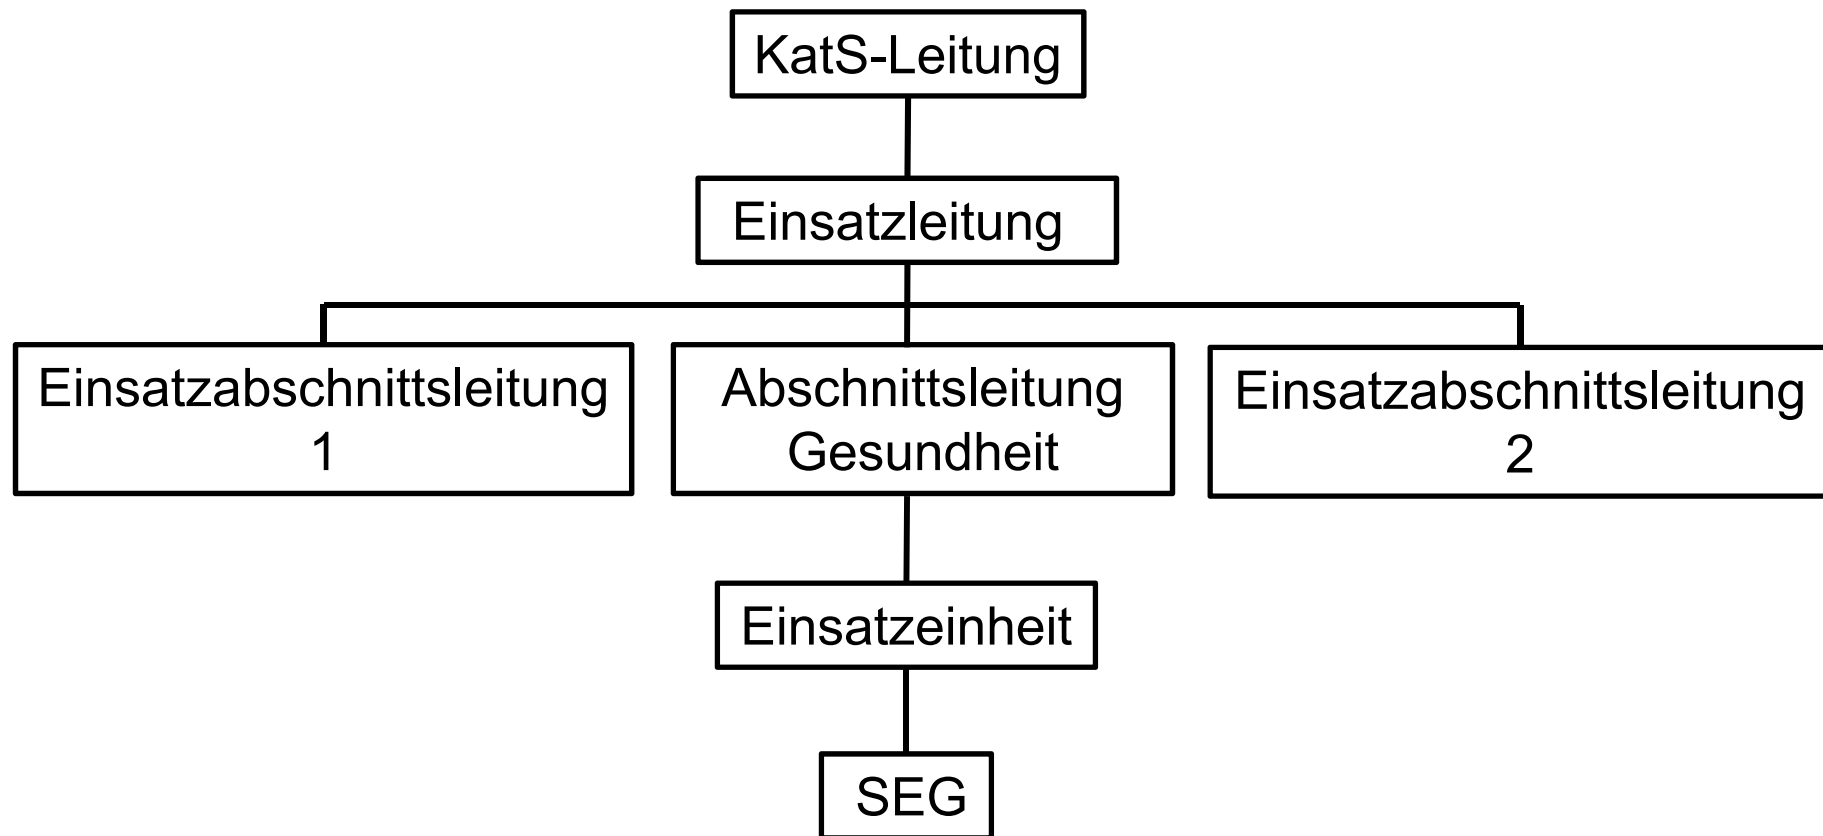 KatS-Leitung
Einsatzleitung
Einsatzabschnittsleitung
1
Abschnittsleitung
Gesundheit
Einsatzabschnittsleitung
2
Einsatzeinheit
SEG